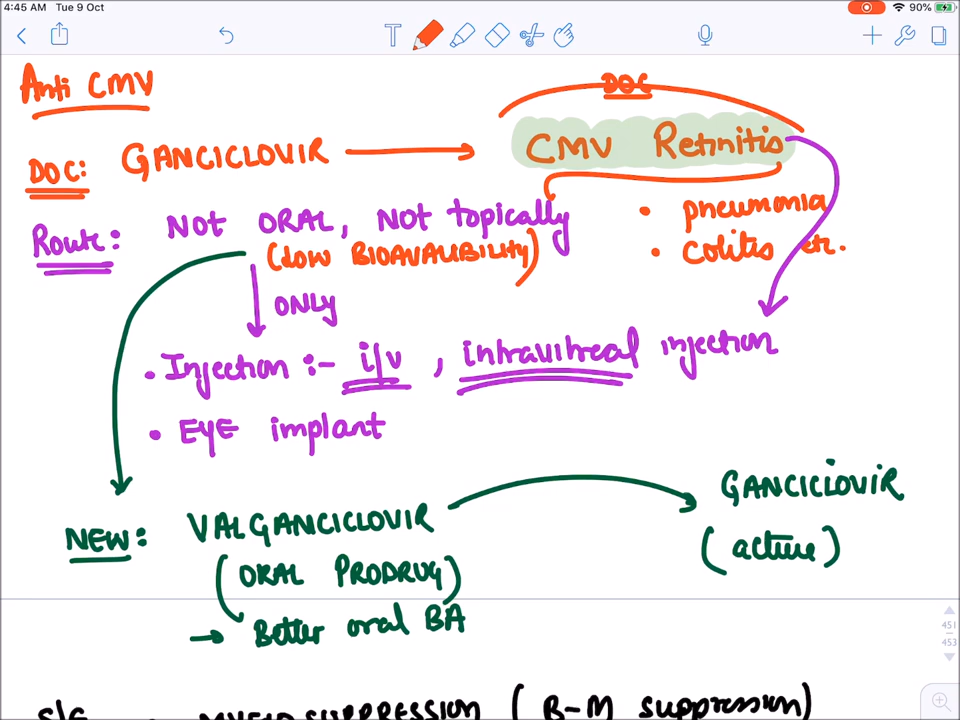 4:45 AM Tue 9 Oct
90%
Anti CMV
DOC
DOC: GANCICLOVIR → CMV Retinitis
• pneumonia
• Colitis etc.
Route: NOT ORAL, NOT topically
(Low BIOAVALIBILITY)
ONLY
• Injection :- i/v, intravitreal injection
• EYE implant
NEW: VALGANCICLOVIR
GANCICLOVIR
(ORAL PRODRUG)
(active)
→ Better oral BA
451
453
S/E
MYELOSUPPRESSION (B-M suppression)